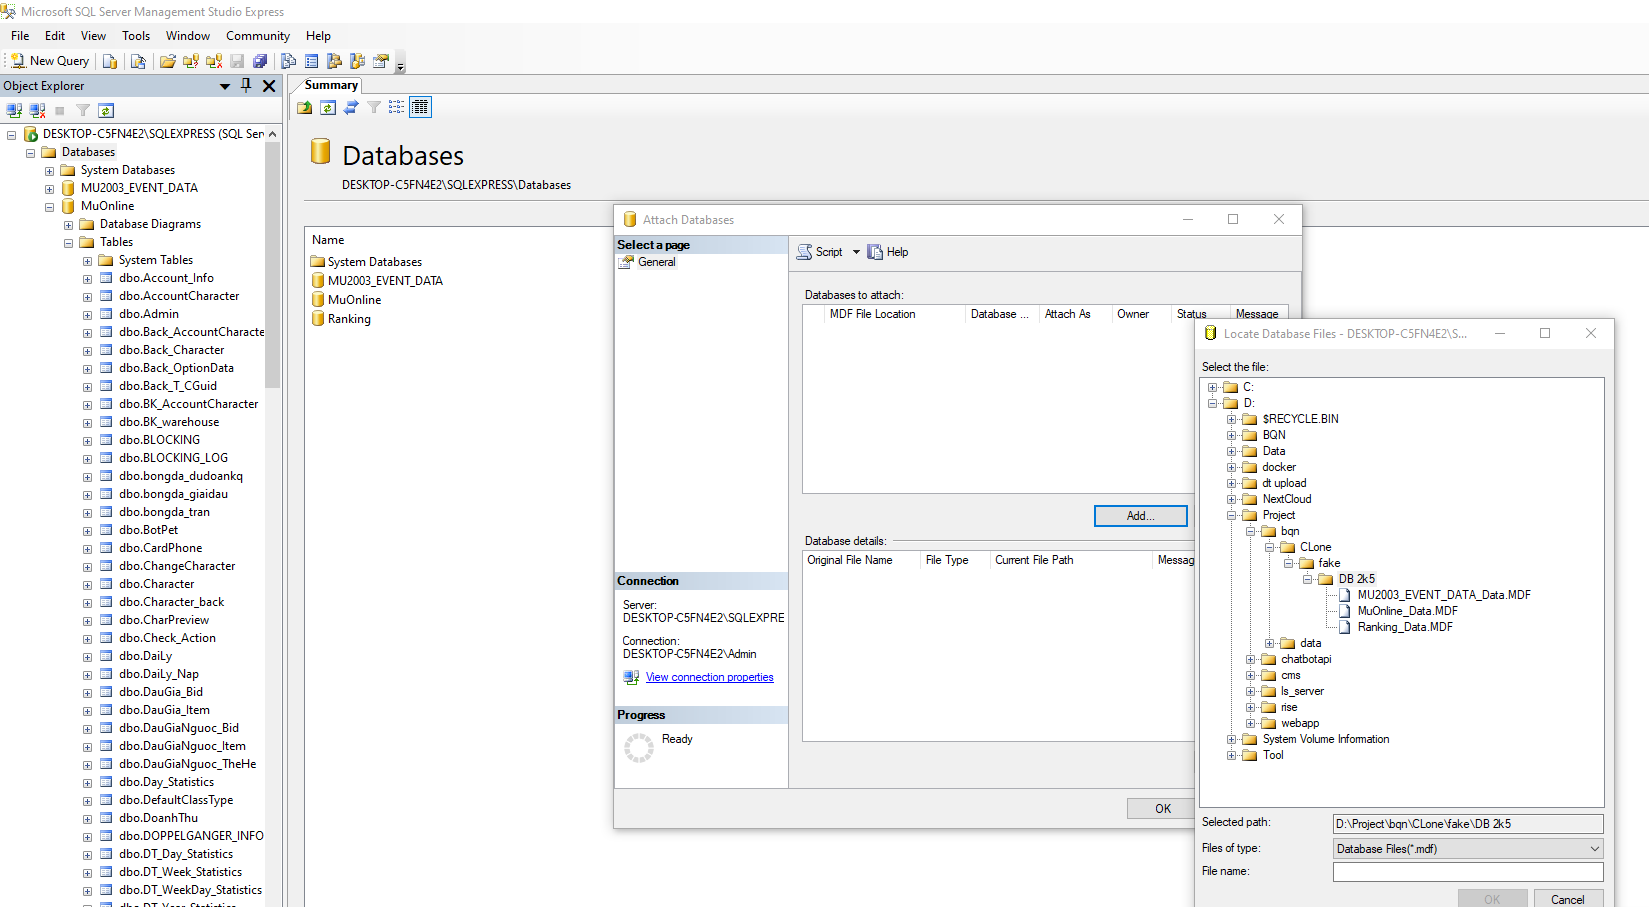 Microsoft SQL Server Management Studio Express
File Edit View Tools Window Community Help
New Query
Object Explorer
DESKTOP-C5FN4E2\SQLEXPRESS (SQL Ser
Databases
System Databases
MU2003_EVENT_DATA
MuOnline
Database Diagrams
Tables
System Tables
dbo.Account_Info
dbo.AccountCharacter
dbo.Admin
dbo.Back_AccountCharacte
dbo.Back_Character
dbo.Back_OptionData
dbo.Back_T_CGuid
dbo.BK_AccountCharacter
dbo.BK_warehouse
dbo.BLOCKING
dbo.BLOCKING_LOG
dbo.bongda_dudoankq
dbo.bongda_giaidau
dbo.bongda_tran
dbo.BotPet
dbo.CardPhone
dbo.ChangeCharacter
dbo.Character
dbo.Character_back
dbo.CharPreview
dbo.Check_Action
dbo.DaiLy
dbo.DaiLy_Nap
dbo.DauGia_Bid
dbo.DauGia_Item
dbo.DauGiaNguoc_Bid
dbo.DauGiaNguoc_Item
dbo.DauGiaNguoc_TheHe
dbo.Day_Statistics
dbo.DefaultClassType
dbo.DoanhThu
dbo.DOPPELGANGER_INFO
dbo.DT_Day_Statistics
dbo.DT_Week_Statistics
dbo.DT_WeekDay_Statistics
dbo.DT_Year_Statistics
Summary
Databases
DESKTOP-C5FN4E2\SQLEXPRESS\Databases
Name
System Databases
MU2003_EVENT_DATA
MuOnline
Ranking
Attach Databases
Select a page
General
Script Help
Databases to attach:
MDF File Location Database ... Attach As Owner Status Message
Add...
Database details:
Original File Name File Type Current File Path Messag
Connection
Server:
DESKTOP-C5FN4E2\SQLEXPRE
Connection:
DESKTOP-C5FN4E2\Admin
View connection properties
Progress
Ready
OK
Locate Database Files - DESKTOP-C5FN4E2\S...
Select the file:
C:
D:
$RECYCLE.BIN
BQN
Data
docker
dt upload
NextCloud
Project
bqn
CLone
fake
DB 2k5
MU2003_EVENT_DATA_Data.MDF
MuOnline_Data.MDF
Ranking_Data.MDF
data
chatbotapi
cms
ls_server
rise
webapp
System Volume Information
Tool
Selected path: D:\Project\bqn\CLone\fake\DB 2k5
Files of type: Database Files(*.mdf)
File name:
OK Cancel